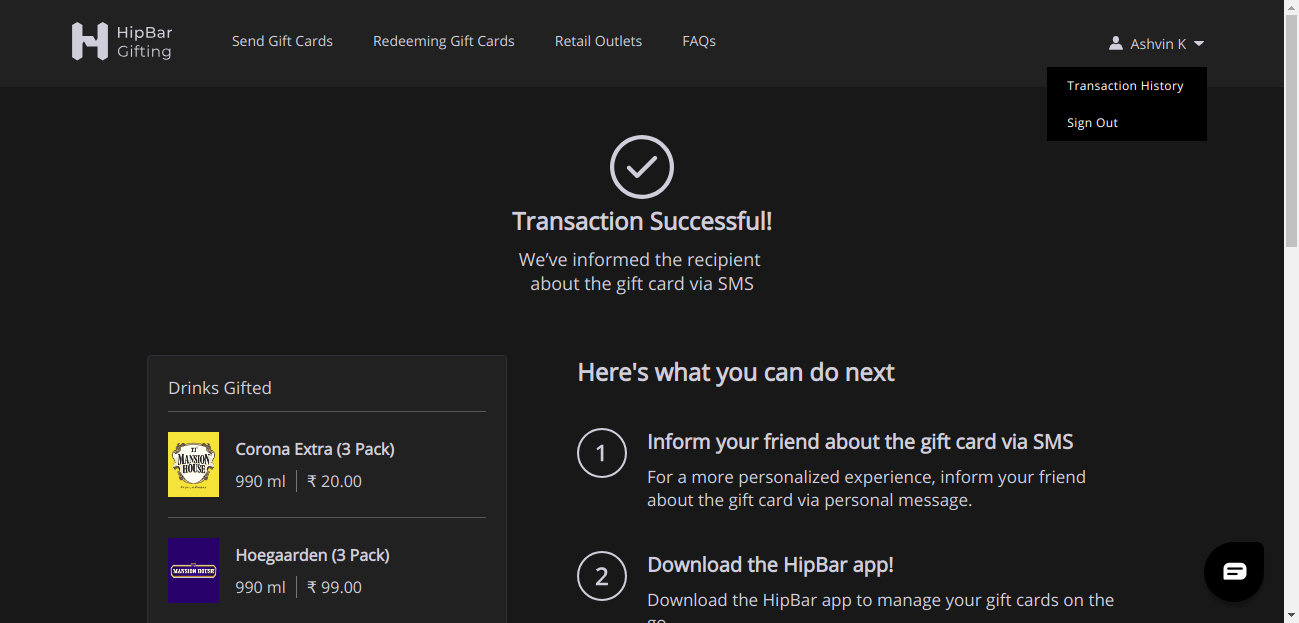 HipBar
Gifting
Send Gift Cards
Redeeming Gift Cards
Retail Outlets
FAQs
Ashvin K
Transaction History
Sign Out
Transaction Successful!
We've informed the recipient
about the gift card via SMS
Drinks Gifted
MANSION
HOUSE
Corona Extra (3 Pack)
990 ml | ₹ 20.00
MANSION HOUSE
Hoegaarden (3 Pack)
990 ml | ₹ 99.00
Here's what you can do next
1
Inform your friend about the gift card via SMS
For a more personalized experience, inform your friend
about the gift card via personal message.
2
Download the HipBar app!
Download the HipBar app to manage your gift cards on the
go